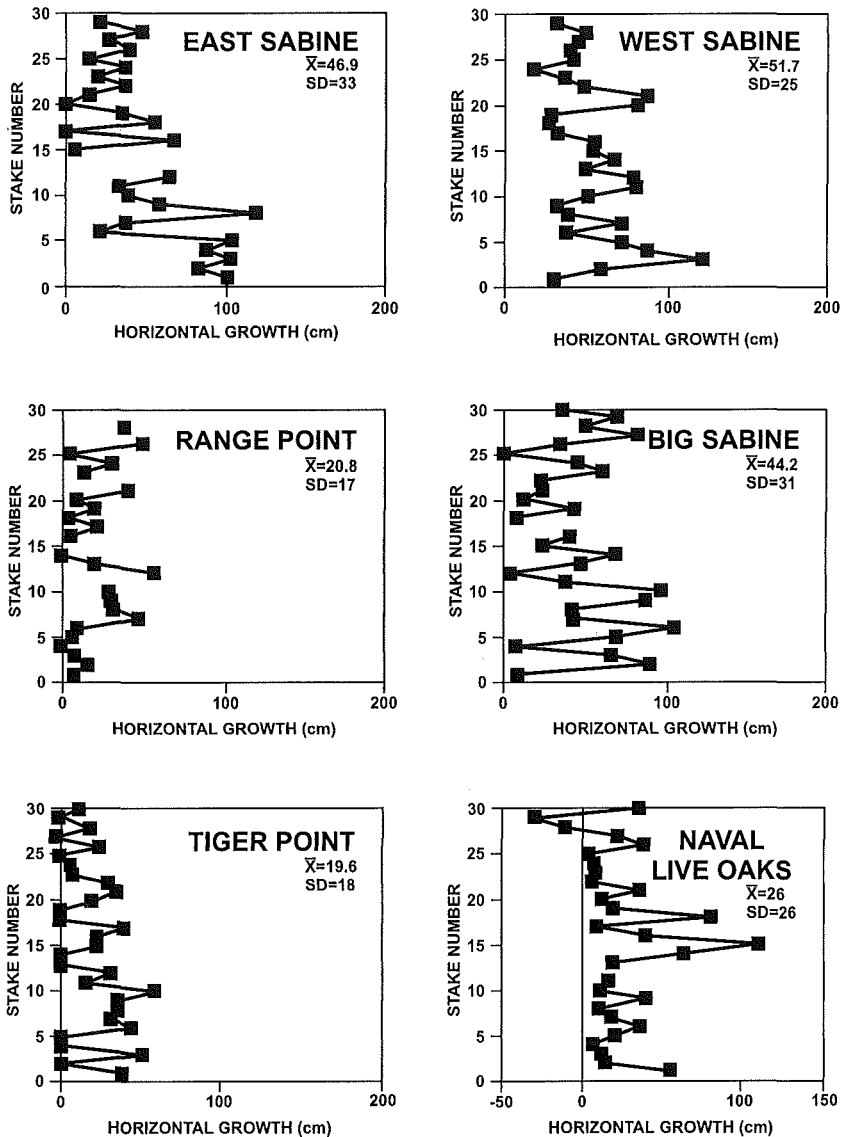 EAST SABINE
X̄=46.9
SD=33
30
25
20
15
10
5
0
STAKE NUMBER
0 100 200
HORIZONTAL GROWTH (cm)
WEST SABINE
X̄=51.7
SD=25
30
25
20
15
10
5
0
STAKE NUMBER
0 100 200
HORIZONTAL GROWTH (cm)
RANGE POINT
X̄=20.8
SD=17
30
25
20
15
10
5
0
STAKE NUMBER
0 100 200
HORIZONTAL GROWTH (cm)
BIG SABINE
X̄=44.2
SD=31
30
25
20
15
10
5
0
STAKE NUMBER
0 100 200
HORIZONTAL GROWTH (cm)
TIGER POINT
X̄=19.6
SD=18
30
25
20
15
10
5
0
STAKE NUMBER
0 100 200
HORIZONTAL GROWTH (cm)
NAVAL
LIVE OAKS
X̄=26
SD=26
30
25
20
15
10
5
0
STAKE NUMBER
-50 0 100 150
HORIZONTAL GROWTH (cm)